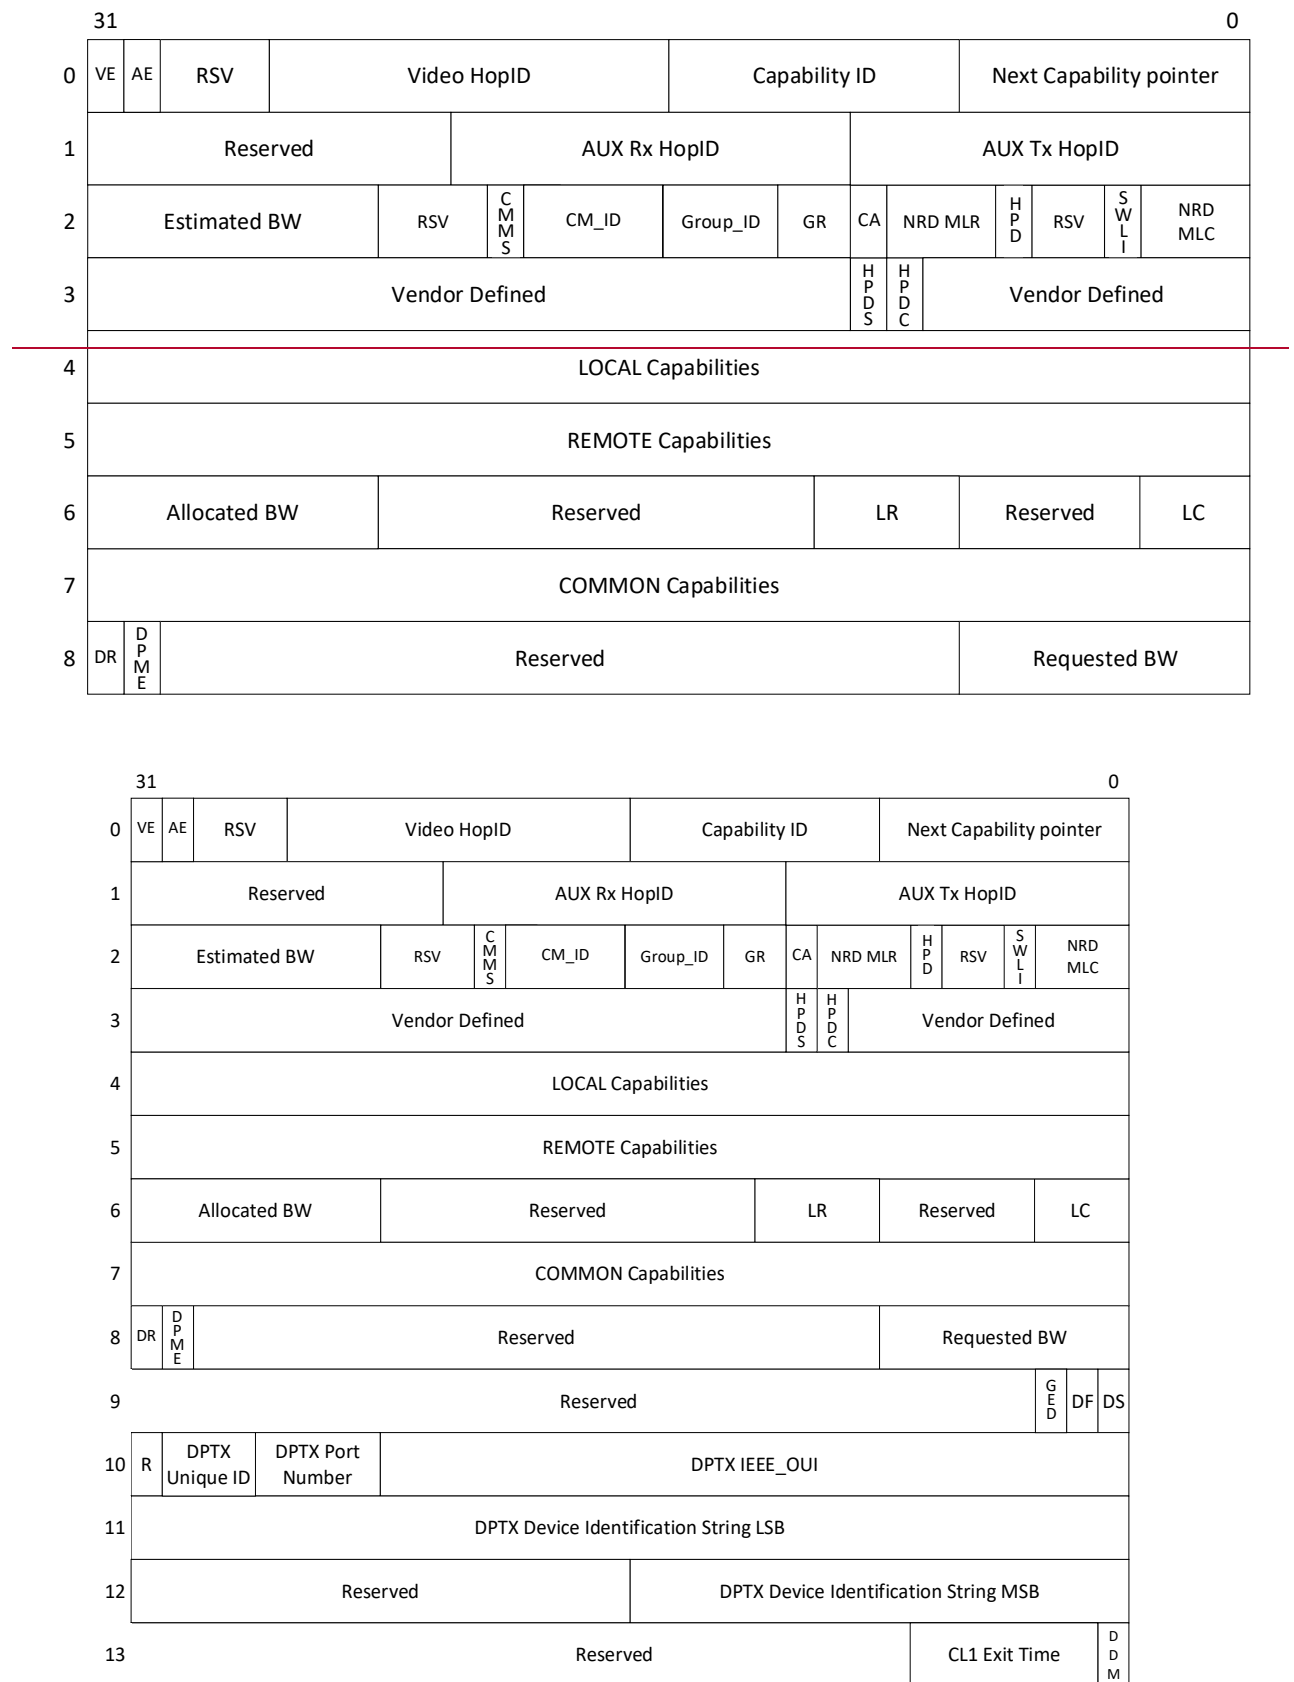 31 0
0 VE AE RSV Video HopID Capability ID Next Capability pointer
1 Reserved AUX Rx HopID AUX Tx HopID
2 Estimated BW RSV CMMS CM_ID Group_ID GR CA NRD MLR HPD RSV SWLI NRD MLC
3 Vendor Defined HPDS HPDC Vendor Defined
4 LOCAL Capabilities
5 REMOTE Capabilities
6 Allocated BW Reserved LR Reserved LC
7 COMMON Capabilities
8 DR DPME Reserved Requested BW
31 0
0 VE AE RSV Video HopID Capability ID Next Capability pointer
1 Reserved AUX Rx HopID AUX Tx HopID
2 Estimated BW RSV CMMS CM_ID Group_ID GR CA NRD MLR HPD RSV SWLI NRD MLC
3 Vendor Defined HPDS HPDC Vendor Defined
4 LOCAL Capabilities
5 REMOTE Capabilities
6 Allocated BW Reserved LR Reserved LC
7 COMMON Capabilities
8 DR DPME Reserved Requested BW
9 Reserved GED DF DS
10 R DPTX Unique ID DPTX Port Number DPTX IEEE_OUI
11 DPTX Device Identification String LSB
12 Reserved DPTX Device Identification String MSB
13 Reserved CL1 Exit Time DDM